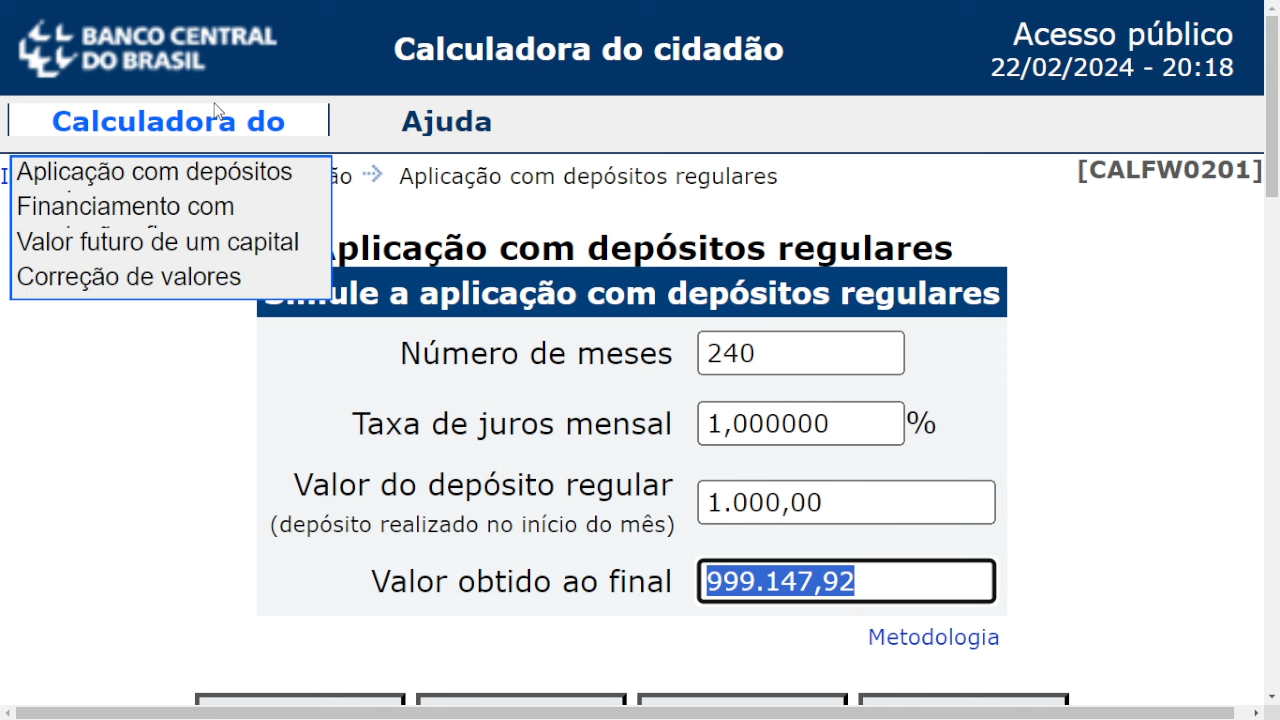 BANCO CENTRAL
DO BRASIL
Calculadora do cidadão
Acesso público
22/02/2024 - 20:18
Calculadora do
Ajuda
Aplicação com depósitos
Financiamento com
Valor futuro de um capital
Correção de valores
Aplicação com depósitos regulares
[CALFW0201]
Aplicação com depósitos regulares
Simule a aplicação com depósitos regulares
Número de meses
240
Taxa de juros mensal
1,000000
%
Valor do depósito regular
(depósito realizado no início do mês)
1.000,00
Valor obtido ao final
999.147,92
Metodologia